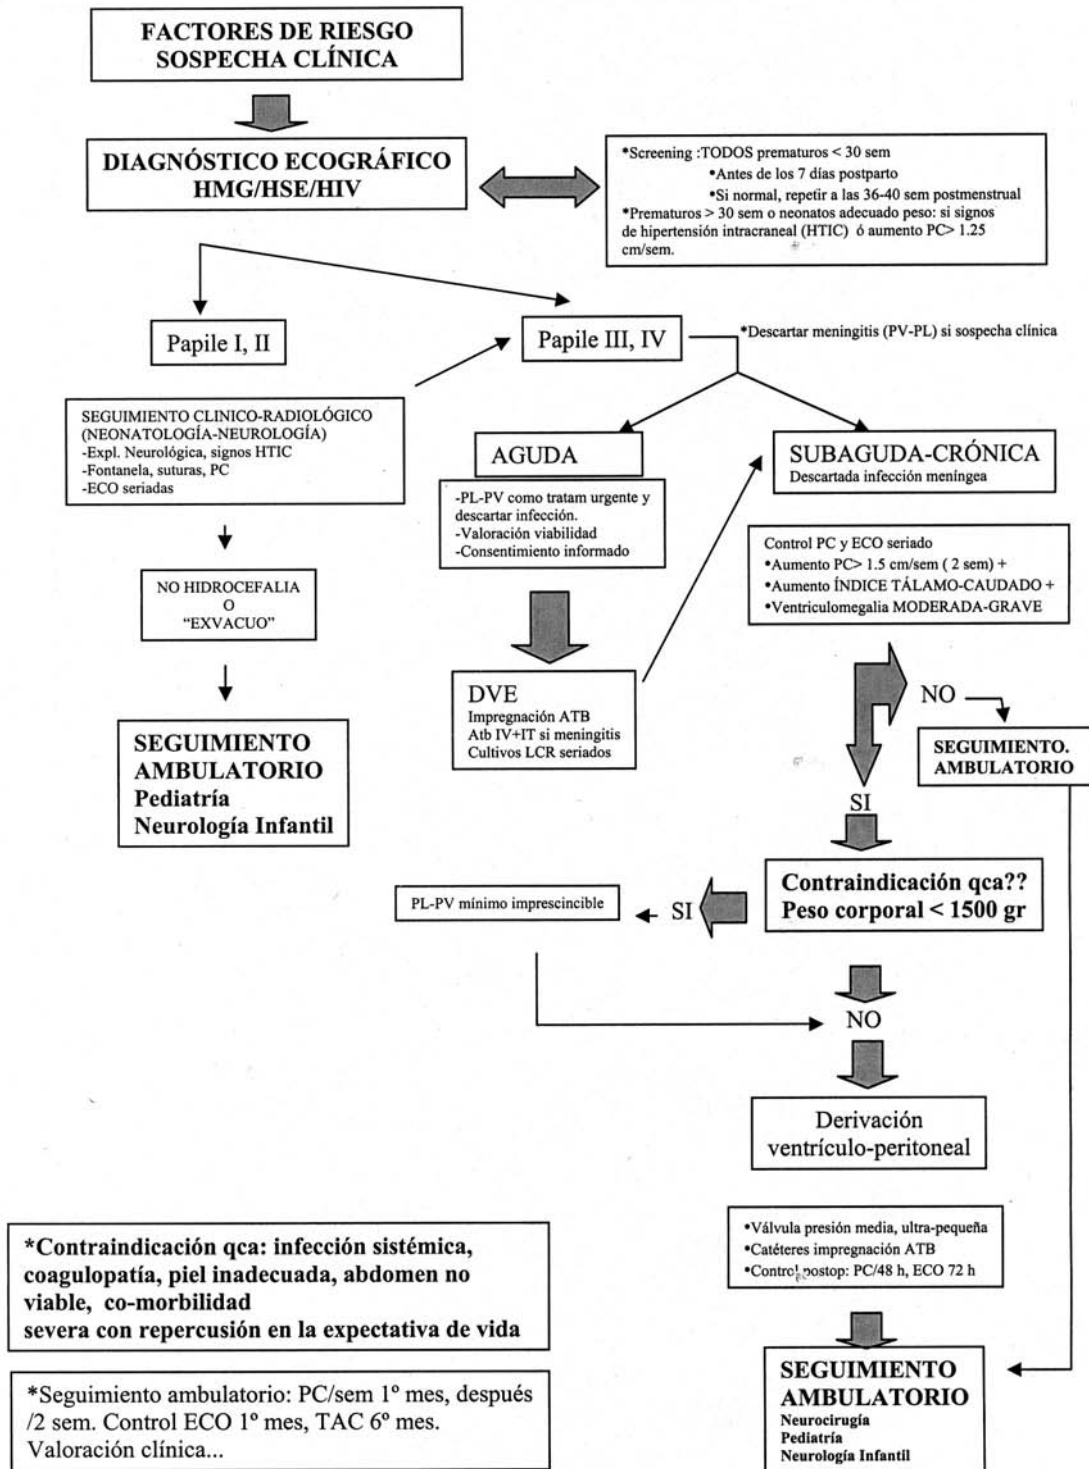 FACTORES DE RIESGO
SOSPECHA CLÍNICA
DIAGNÓSTICO ECOGRÁFICO
HMG/HSE/HIV
*Screening :TODOS prematuros < 30 sem
•Antes de los 7 días postparto
•Si normal, repetir a las 36-40 sem postmenstrual
*Prematuros > 30 sem o neonatos adecuado peso: si signos
de hipertensión intracraneal (HTIC) ó aumento PC> 1.25
cm/sem.
Papile I, II
Papile III, IV
*Descartar meningitis (PV-PL) si sospecha clínica
SEGUIMIENTO CLINICO-RADIOLÓGICO
(NEONATOLOGÍA-NEUROLOGÍA)
-Expl. Neurológica, signos HTIC
-Fontanela, suturas, PC
-ECO seriadas
AGUDA
-PL-PV como tratam urgente y
descartar infección.
-Valoración viabilidad
-Consentimiento informado
SUBAGUDA-CRÓNICA
Descartada infección meníngea
Control PC y ECO seriado
•Aumento PC> 1.5 cm/sem ( 2 sem) +
•Aumento ÍNDICE TÁLAMO-CAUDADO +
•Ventriculomegalia MODERADA-GRAVE
NO HIDROCEFALIA
O
“EXVACUO”
SEGUIMIENTO
AMBULATORIO
Pediatría
Neurología Infantil
DVE
Impregnación ATB
Atb IV+IT si meningitis
Cultivos LCR seriados
NO
SEGUIMIENTO.
AMBULATORIO
SI
Contraindicación qca??
Peso corporal < 1500 gr
SI
PL-PV mínimo imprescincible
NO
Derivación
ventrículo-peritoneal
•Válvula presión media, ultra-pequeña
•Catéteres impregnación ATB
•Control postop: PC/48 h, ECO 72 h
SEGUIMIENTO
AMBULATORIO
Neurocirugía
Pediatría
Neurología Infantil
*Contraindicación qca: infección sistémica,
coagulopatía, piel inadecuada, abdomen no
viable, co-morbilidad
severa con repercusión en la expectativa de vida
*Seguimiento ambulatorio: PC/sem 1º mes, después
/2 sem. Control ECO 1º mes, TAC 6º mes.
Valoración clínica...